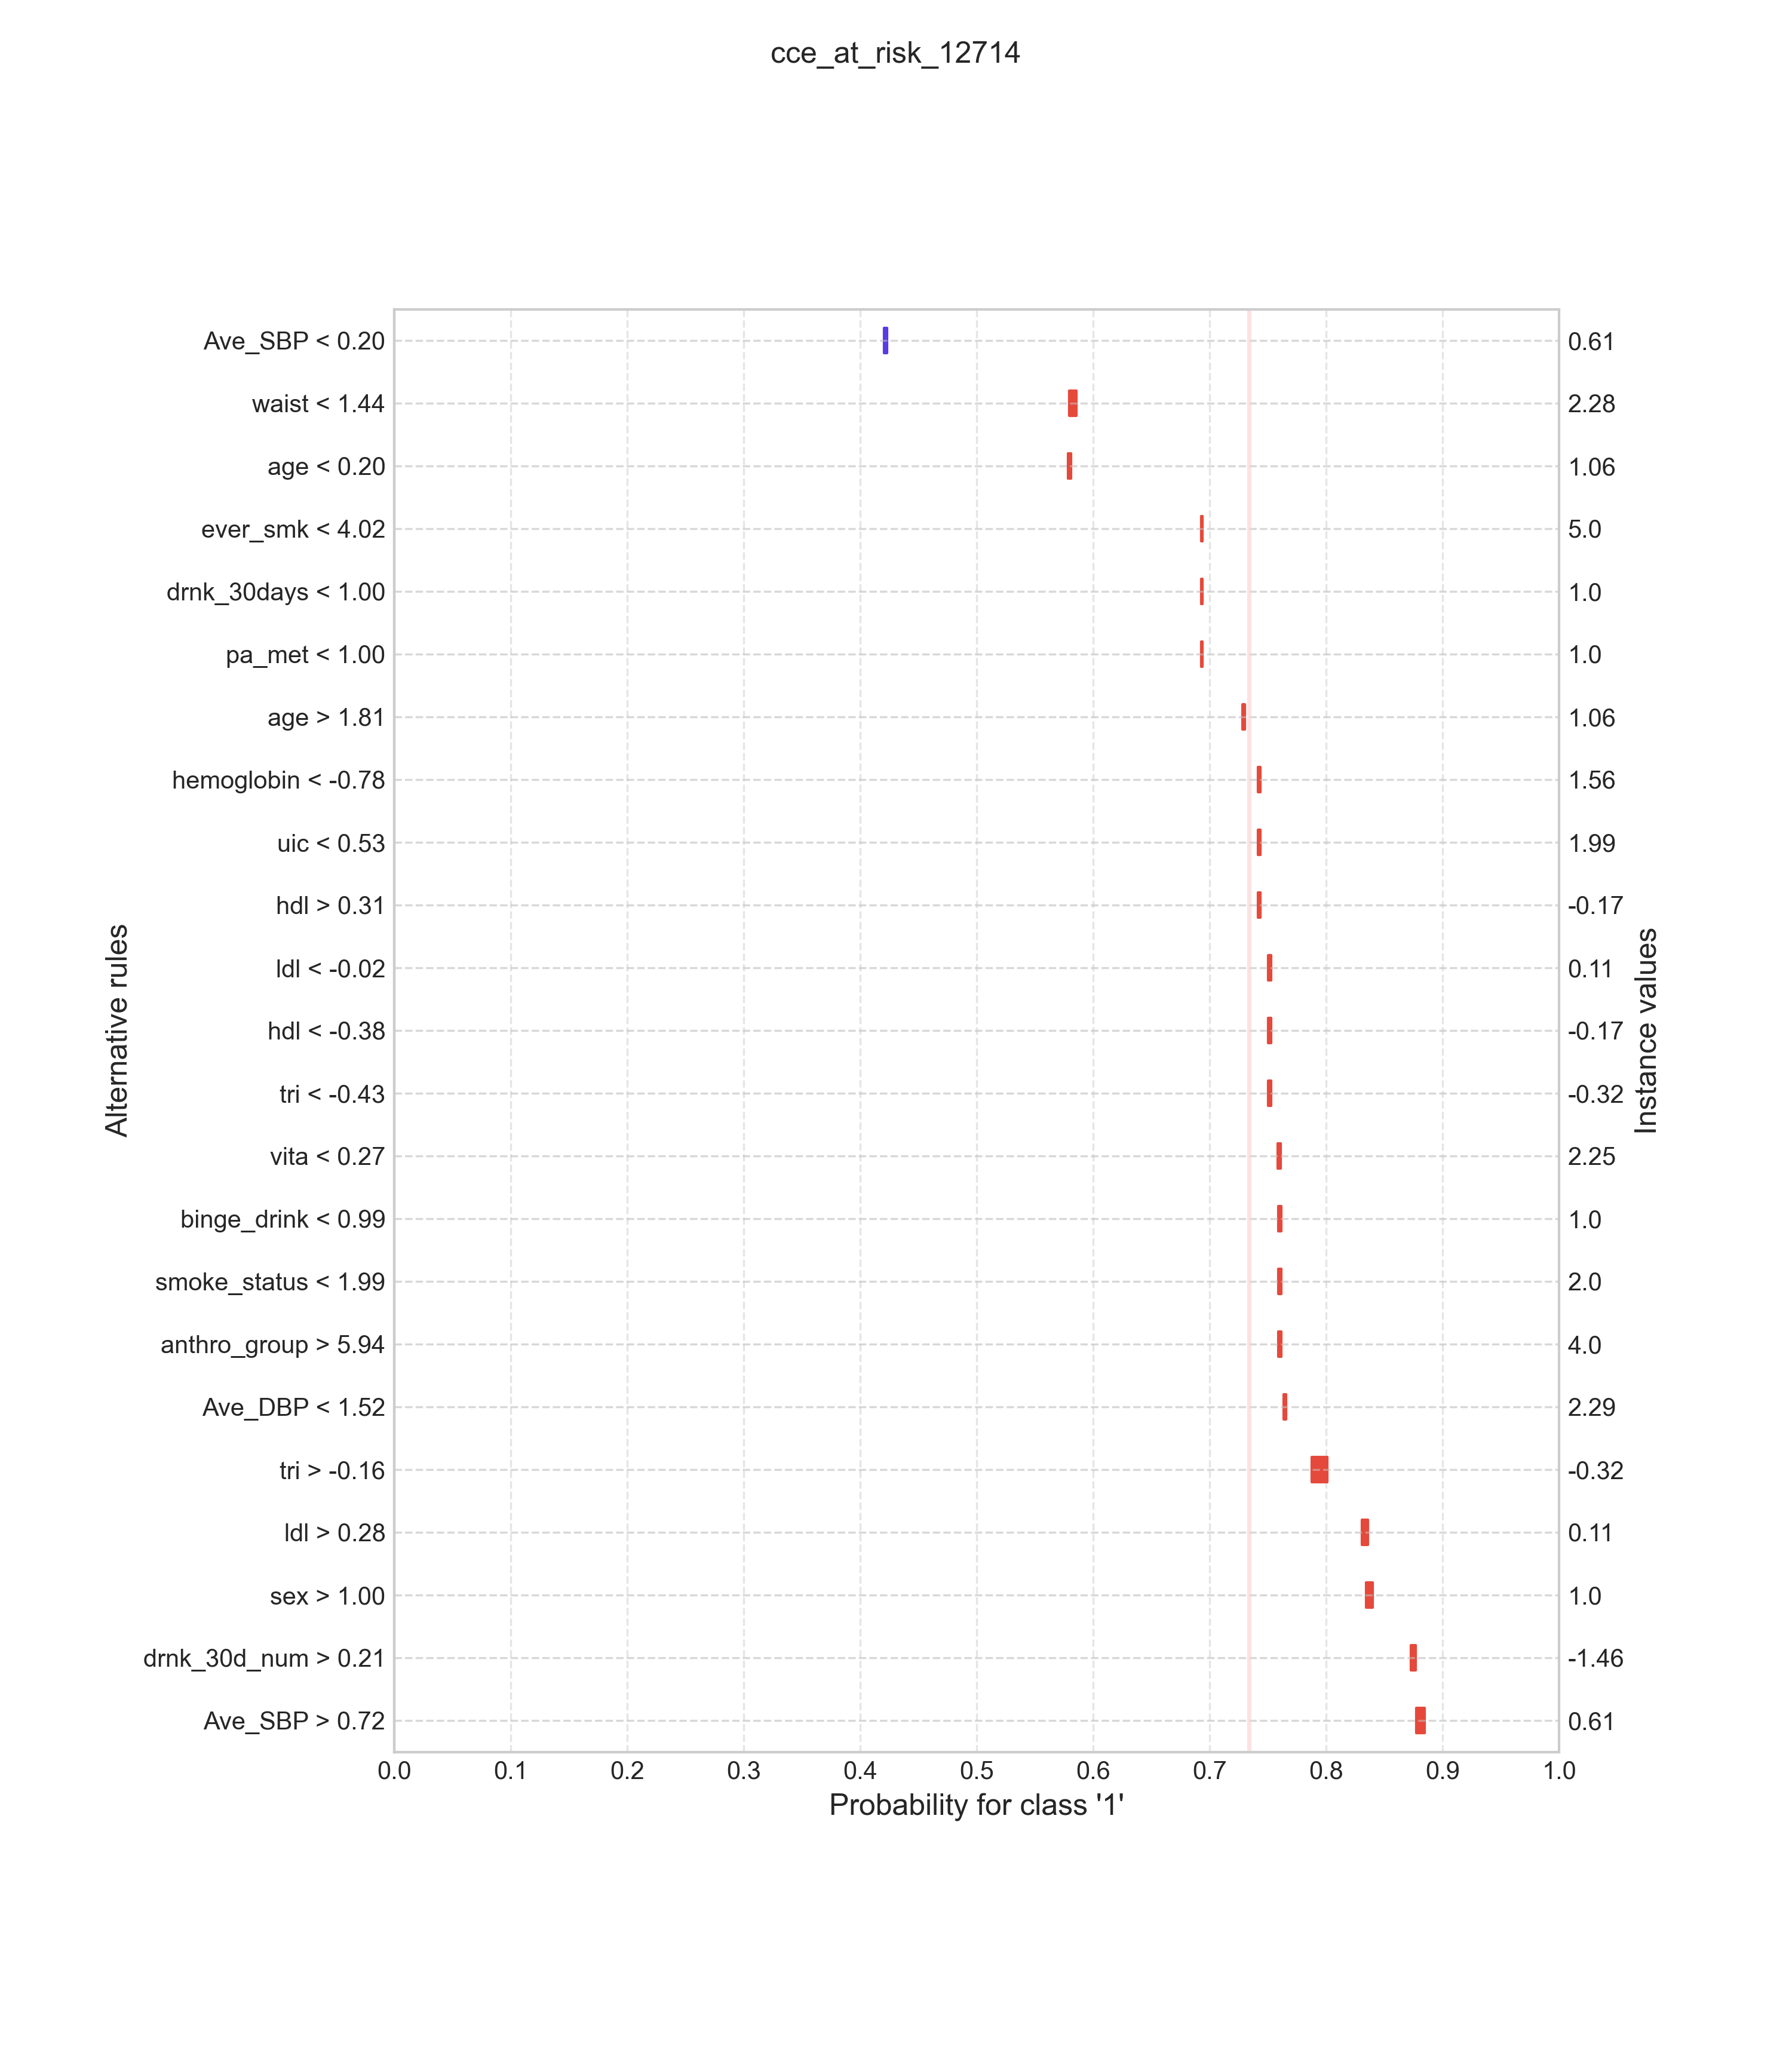 cce_at_risk_12714
Ave_SBP < 0.20 0.61
waist < 1.44 2.28
age < 0.20 1.06
ever_smk < 4.02 5.0
drnk_30days < 1.00 1.0
pa_met < 1.00 1.0
age > 1.81 1.06
hemoglobin < -0.78 1.56
uic < 0.53 1.99
hdl > 0.31 -0.17
ldl < -0.02 0.11
hdl < -0.38 -0.17
tri < -0.43 -0.32
vita < 0.27 2.25
binge_drink < 0.99 1.0
smoke_status < 1.99 2.0
anthro_group > 5.94 4.0
Ave_DBP < 1.52 2.29
tri > -0.16 -0.32
ldl > 0.28 0.11
sex > 1.00 1.0
drnk_30d_num > 0.21 -1.46
Ave_SBP > 0.72 0.61
Alternative rules
Instance values
0.0 0.1 0.2 0.3 0.4 0.5 0.6 0.7 0.8 0.9 1.0
Probability for class '1'